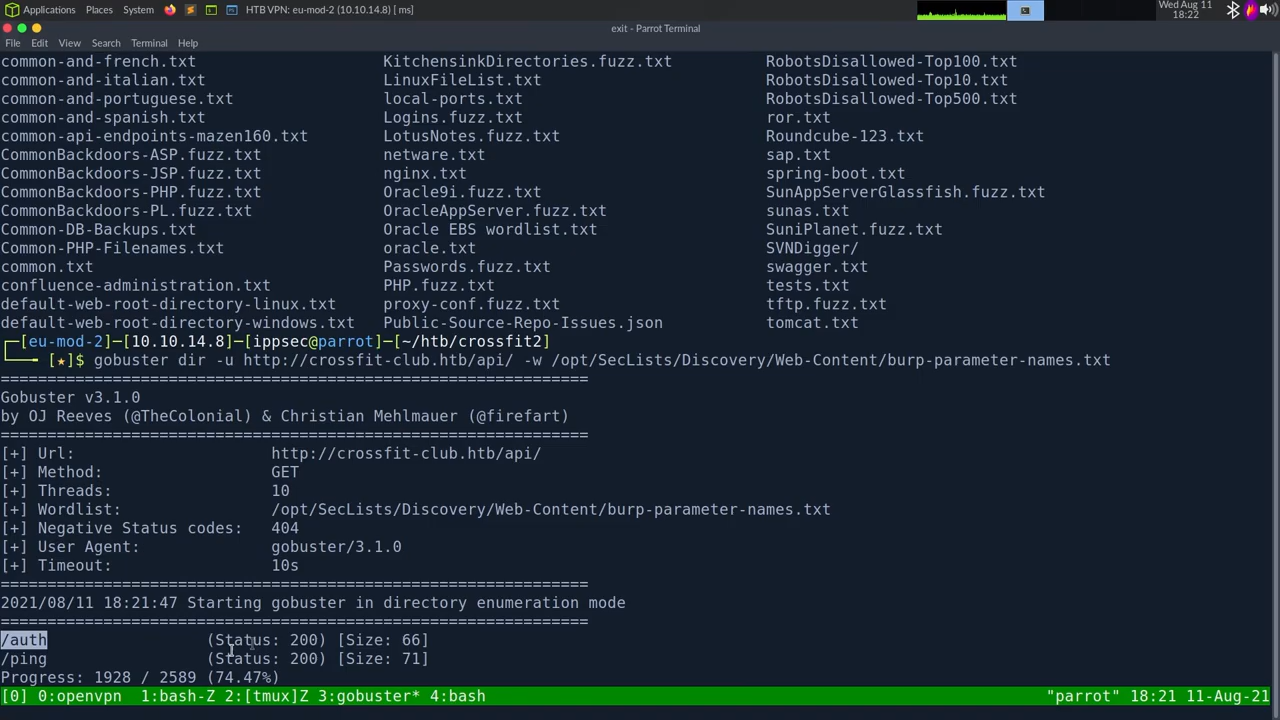 Applications Places System HTB VPN: eu-mod-2 (10.10.14.8) [ ms] Wed Aug 11
18:22
exit - Parrot Terminal
File Edit View Search Terminal Help
common-and-french.txt KitchensinkDirectories.fuzz.txt RobotsDisallowed-Top100.txt
common-and-italian.txt LinuxFileList.txt RobotsDisallowed-Top10.txt
common-and-portuguese.txt local-ports.txt RobotsDisallowed-Top500.txt
common-and-spanish.txt Logins.fuzz.txt ror.txt
common-api-endpoints-mazen160.txt LotusNotes.fuzz.txt Roundcube-123.txt
CommonBackdoors-ASP.fuzz.txt netware.txt sap.txt
CommonBackdoors-JSP.fuzz.txt nginx.txt spring-boot.txt
CommonBackdoors-PHP.fuzz.txt Oracle9i.fuzz.txt SunAppServerGlassfish.fuzz.txt
CommonBackdoors-PL.fuzz.txt OracleAppServer.fuzz.txt sunas.txt
Common-DB-Backups.txt Oracle EBS wordlist.txt SuniPlanet.fuzz.txt
Common-PHP-Filenames.txt oracle.txt SVNDigger/
common.txt Passwords.fuzz.txt swagger.txt
confluence-administration.txt PHP.fuzz.txt tests.txt
default-web-root-directory-linux.txt proxy-conf.fuzz.txt tftp.fuzz.txt
default-web-root-directory-windows.txt Public-Source-Repo-Issues.json tomcat.txt
┌─[eu-mod-2]─[10.10.14.8]─[ippsec@parrot]─[~/htb/crossfit2]
└──╼ [★]$ gobuster dir -u http://crossfit-club.htb/api/ -w /opt/SecLists/Discovery/Web-Content/burp-parameter-names.txt
===============================================================
Gobuster v3.1.0
by OJ Reeves (@TheColonial) & Christian Mehlmauer (@firefart)
===============================================================
[+] Url: http://crossfit-club.htb/api/
[+] Method: GET
[+] Threads: 10
[+] Wordlist: /opt/SecLists/Discovery/Web-Content/burp-parameter-names.txt
[+] Negative Status codes: 404
[+] User Agent: gobuster/3.1.0
[+] Timeout: 10s
===============================================================
2021/08/11 18:21:47 Starting gobuster in directory enumeration mode
===============================================================
/auth (Status: 200) [Size: 66]
/ping (Status: 200) [Size: 71]
Progress: 1928 / 2589 (74.47%)
[0] 0:openvpn 1:bash-Z 2:[tmux]Z 3:gobuster* 4:bash "parrot" 18:21 11-Aug-21